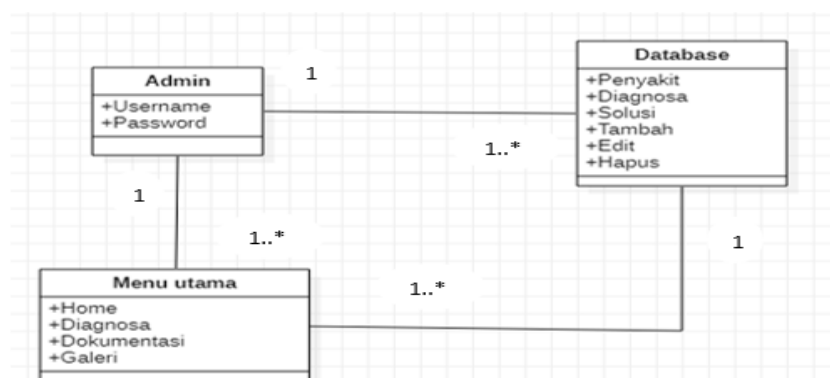 Admin
+Username
+Password
1
Database
+Penyakit
+Diagnosa
+Solusi
+Tambah
+Edit
+Hapus
1..*
1
1..*
1
1..*
Menu utama
+Home
+Diagnosa
+Dokumentasi
+Galeri